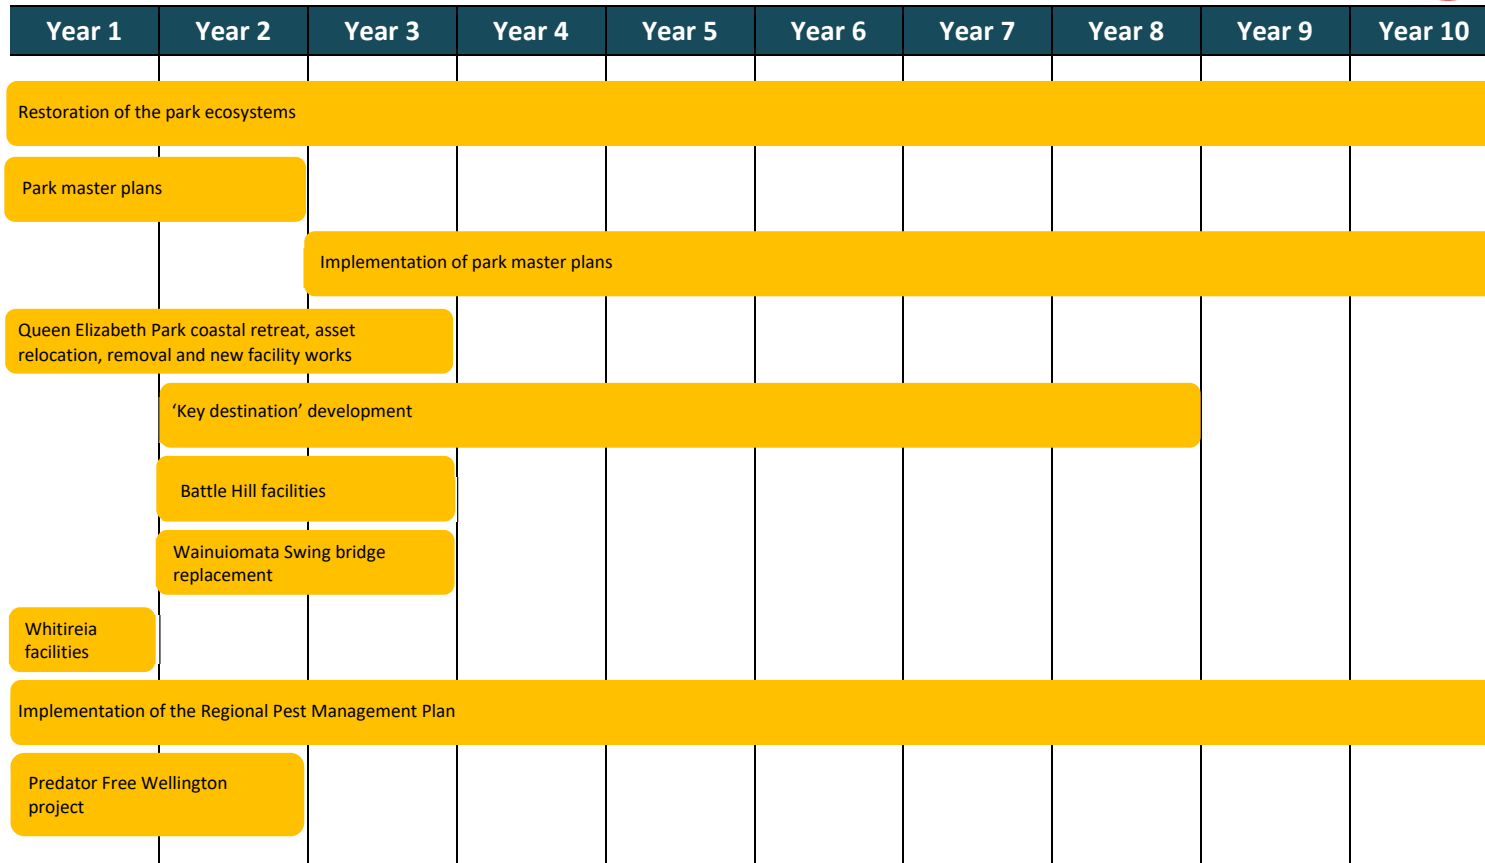 Year 1 Year 2 Year 3 Year 4 Year 5 Year 6 Year 7 Year 8 Year 9 Year 10
Restoration of the park ecosystems
Park master plans
Implementation of park master plans
Queen Elizabeth Park coastal retreat, asset
relocation, removal and new facility works
‘Key destination’ development
Battle Hill facilities
Wainuiomata Swing bridge
replacement
Whitireia
facilities
Implementation of the Regional Pest Management Plan
Predator Free Wellington
project